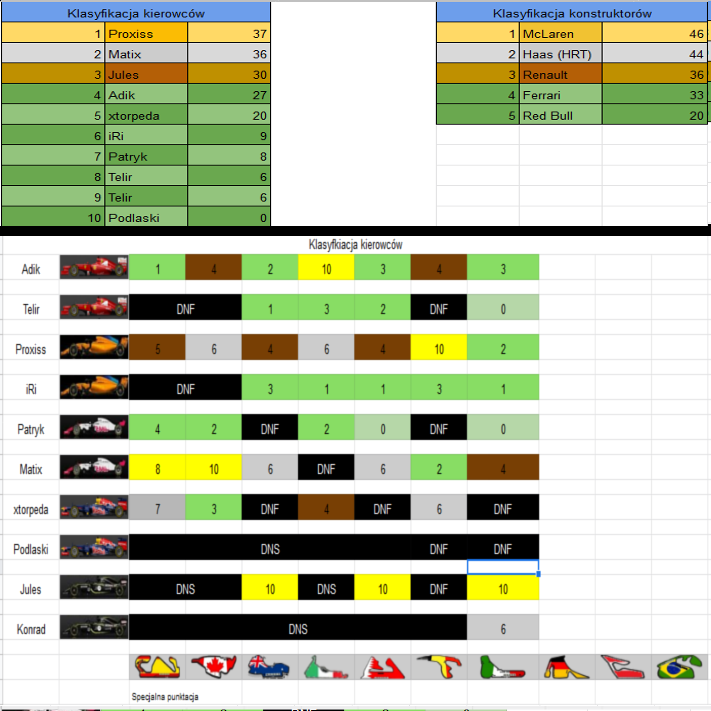 Klasyfikacja kierowców
1 Proxiss 37
2 Matix 36
3 Jules 30
4 Adik 27
5 xtorpeda 20
6 iRi 9
7 Patryk 8
8 Telir 6
9 Telir 6
10 Podlaski 0
Klasyfikacja konstruktorów
1 McLaren 46
2 Haas (HRT) 44
3 Renault 36
4 Ferrari 33
5 Red Bull 20
Klasyfkiacja kierowców
Adik 1 4 2 10 3 4 3
Telir DNF 1 3 2 DNF 0
Proxiss 5 6 4 6 4 10 2
iRi DNF 3 1 1 3 1
Patryk 4 2 DNF 2 0 DNF 0
Matix 8 10 6 DNF 6 2 4
xtorpeda 7 3 DNF 4 DNF 6 DNF
Podlaski DNS DNF DNF
Jules DNS 10 DNS 10 DNF 10
Konrad DNS 6
Specjalna punktacja